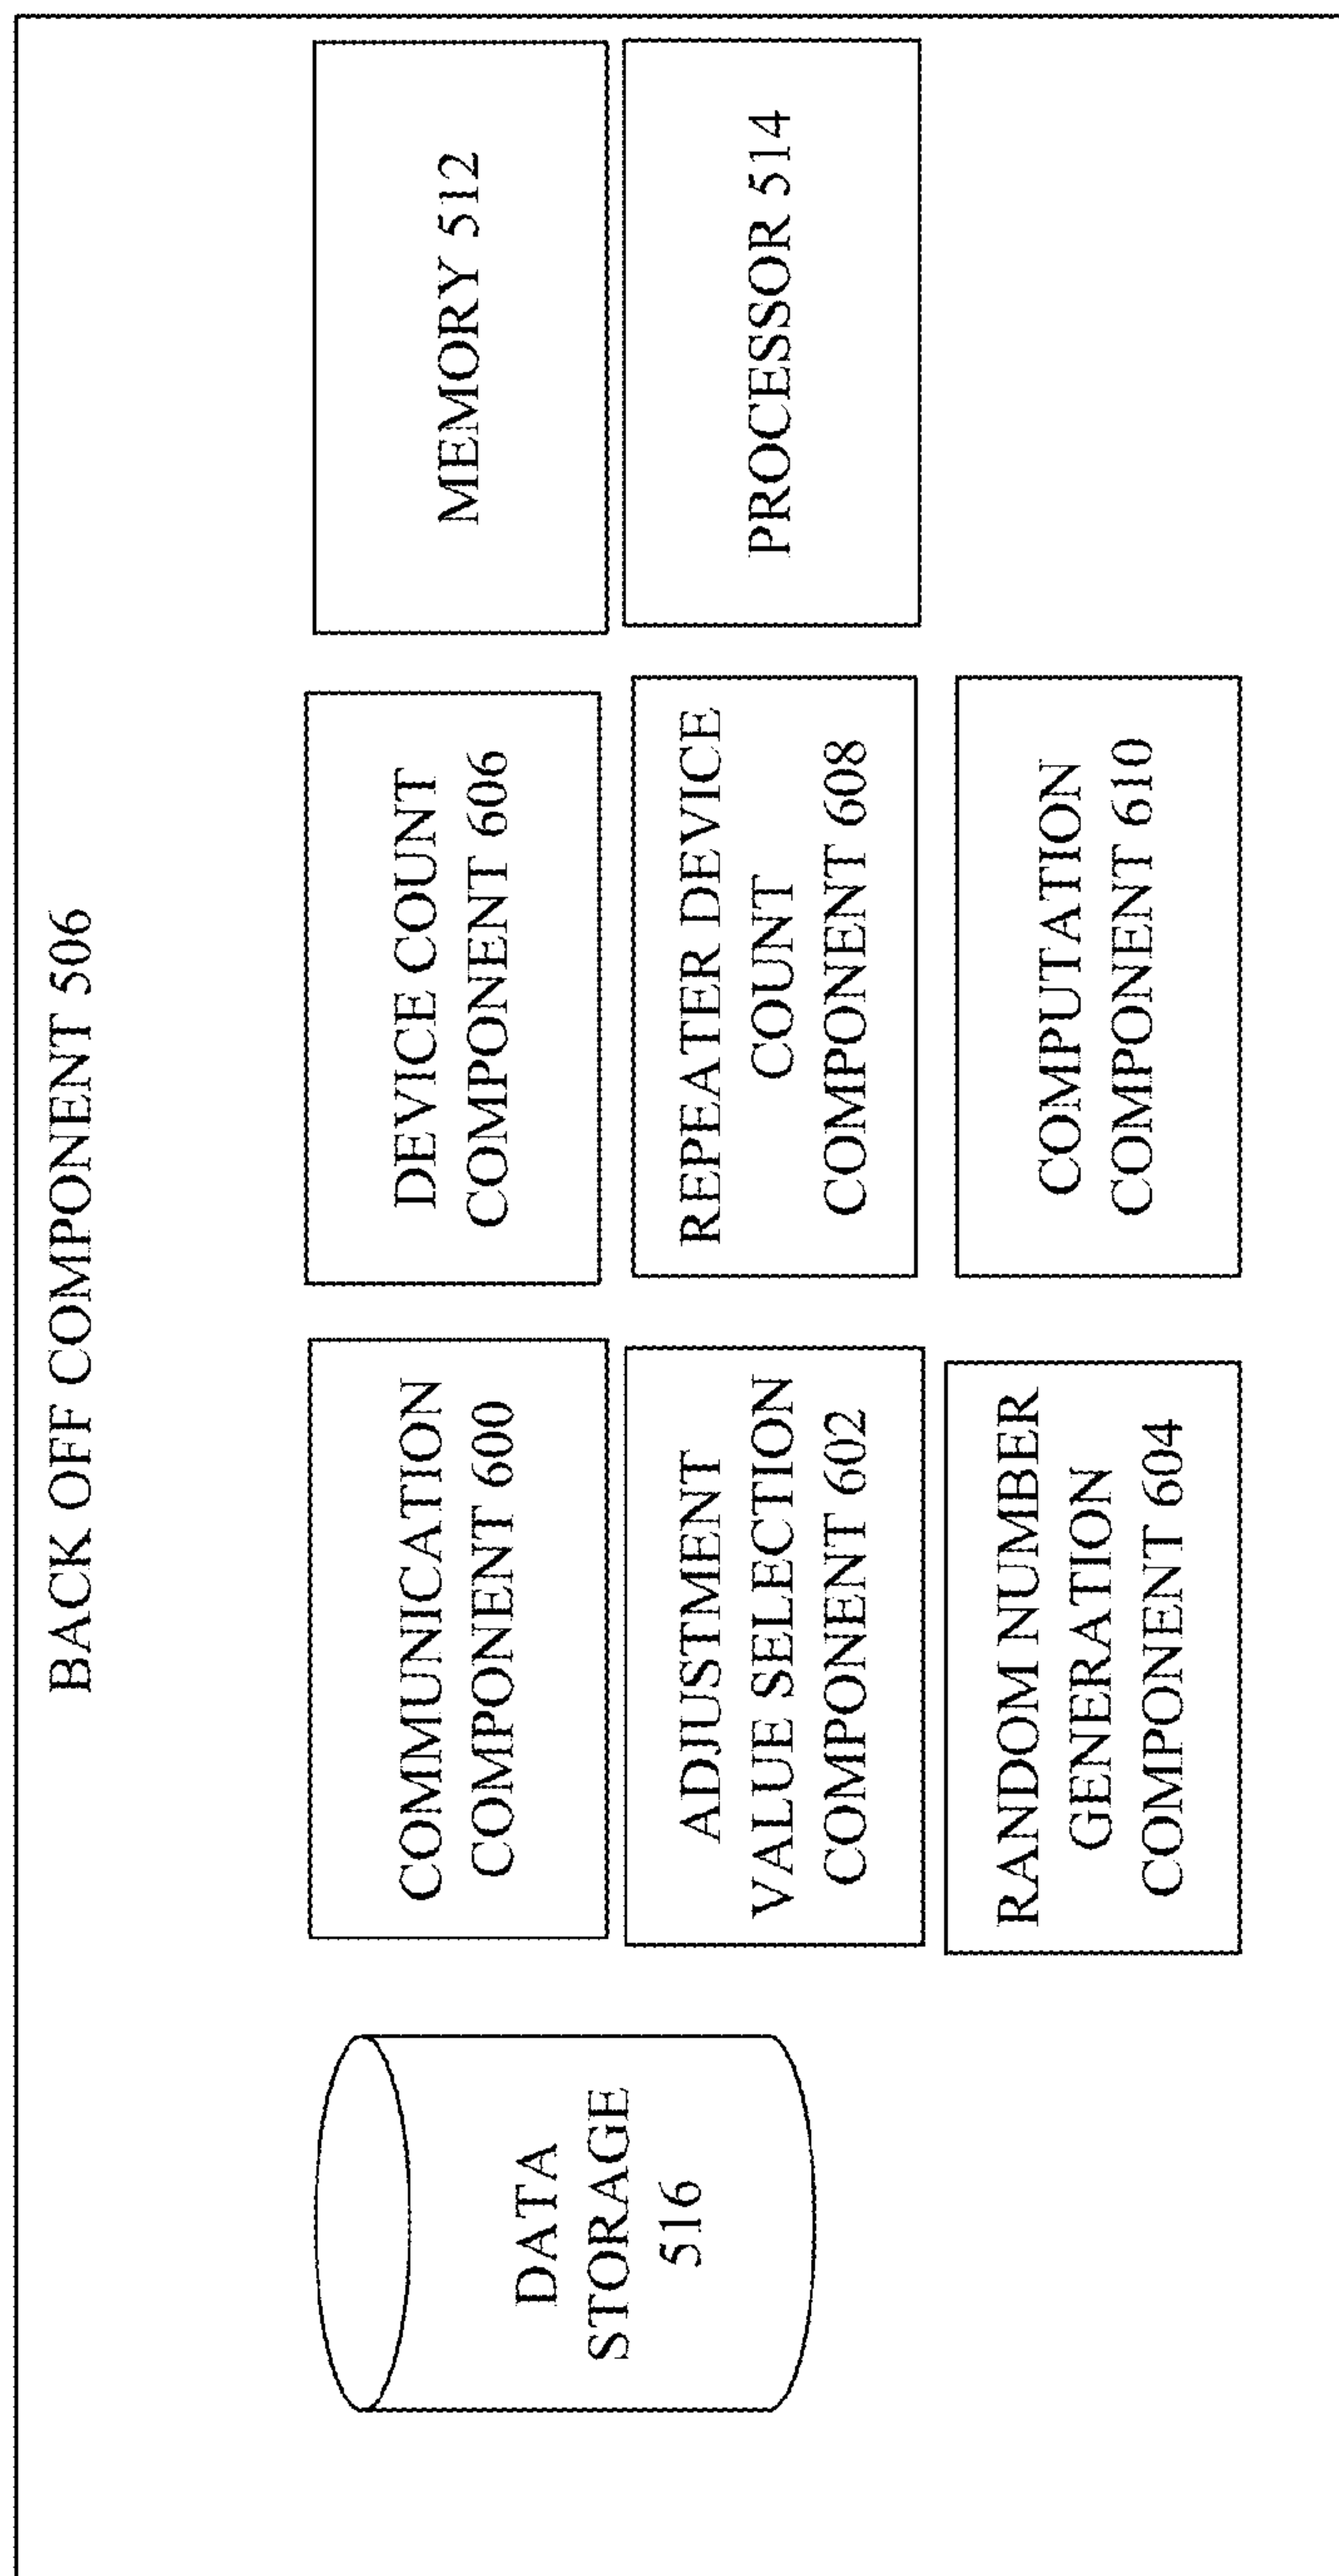 BACK OFF COMPONENT 506
DATA
STORAGE
516
COMMUNICATION
COMPONENT 600
ADJUSTMENT
VALUE SELECTION
COMPONENT 602
RANDOM NUMBER
GENERATION
COMPONENT 604
DEVICE COUNT
COMPONENT 606
REPEATER DEVICE
COUNT
COMPONENT 608
COMPUTATION
COMPONENT 610
MEMORY 512
PROCESSOR 514